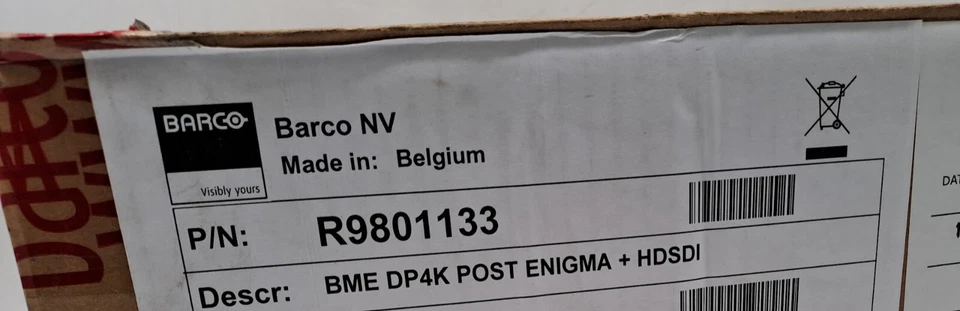 BARCO
Visibly yours
Barco NV
Made in: Belgium
P/N: R9801133
Descr: BME DP4K POST ENIGMA + HDSDI